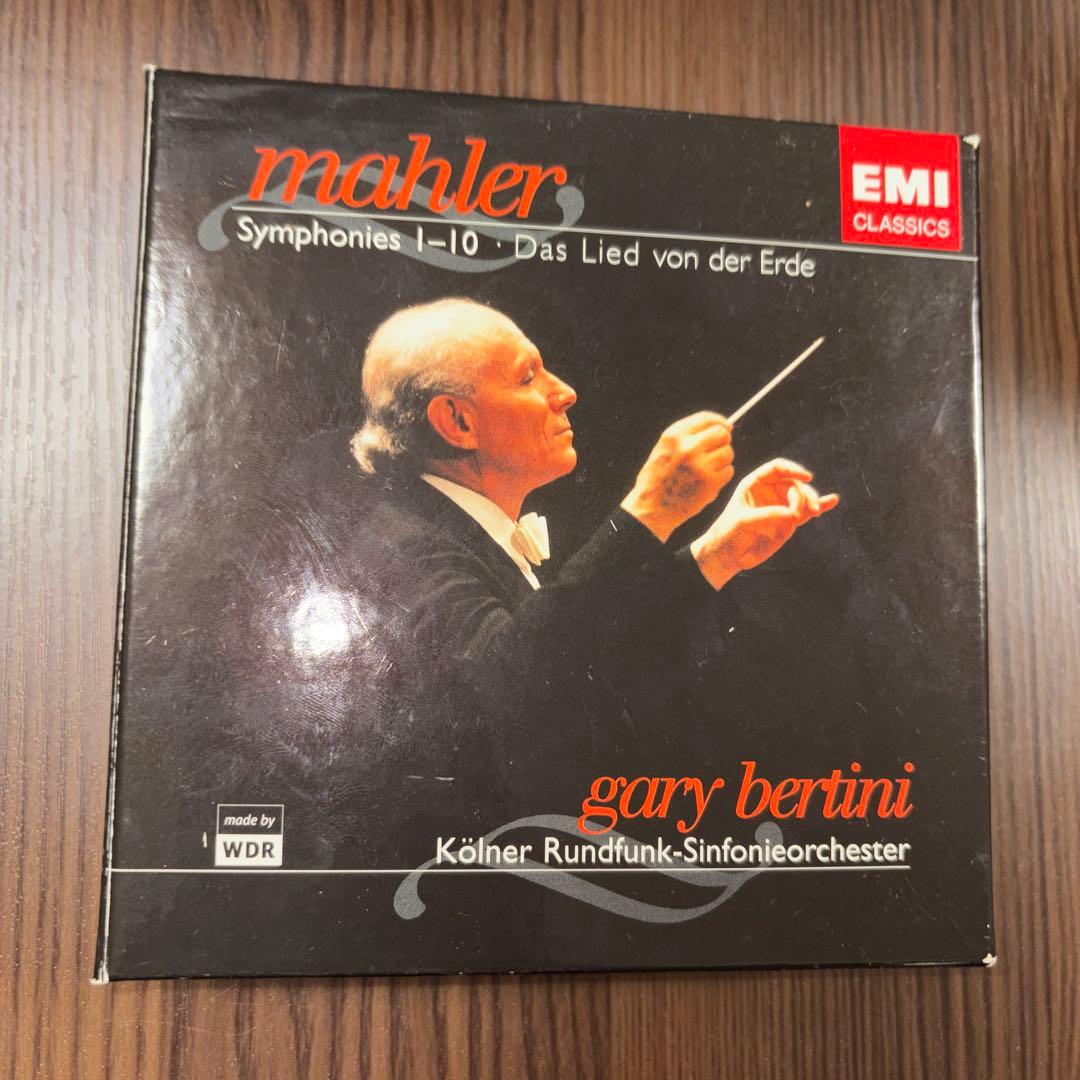 mahler
EMI
CLASSICS
Symphonies 1–10 · Das Lied von der Erde
gary bertini
made by
WDR
Kölner Rundfunk-Sinfonieorchester